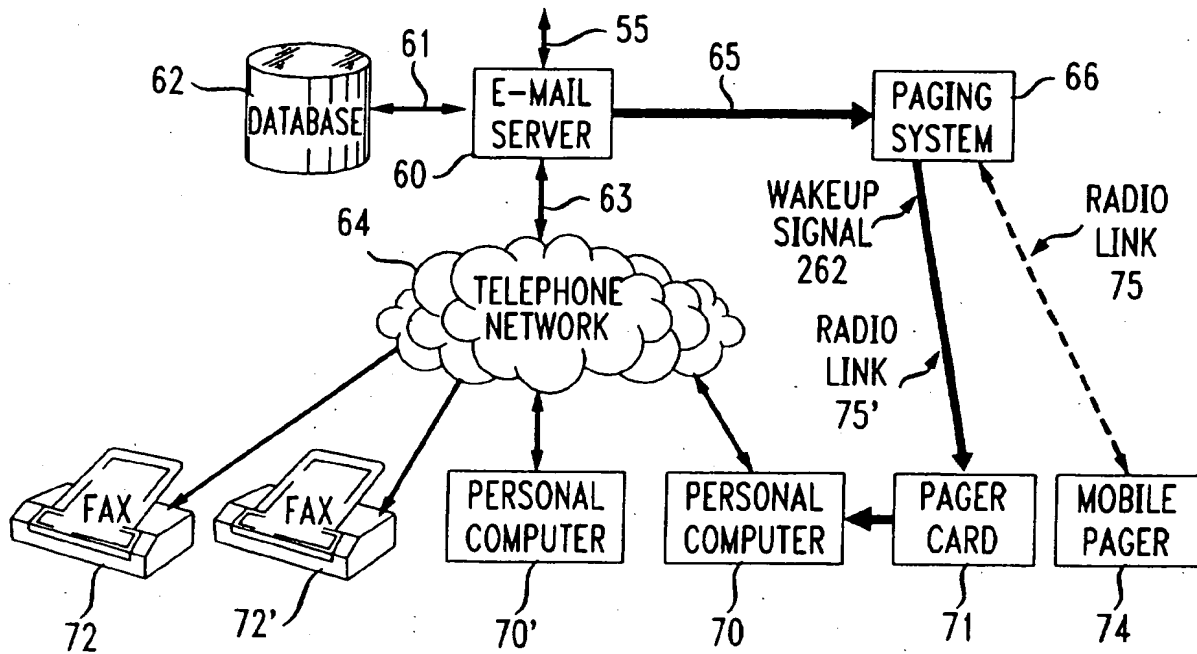 55
61
65
62
66
DATABASE
E-MAIL
SERVER
PAGING
SYSTEM
60
63
WAKEUP
SIGNAL
262
RADIO
LINK
75
64
TELEPHONE
NETWORK
RADIO
LINK
75'
FAX
FAX
PERSONAL
COMPUTER
PERSONAL
COMPUTER
PAGER
CARD
MOBILE
PAGER
72
72'
70'
70
71
74